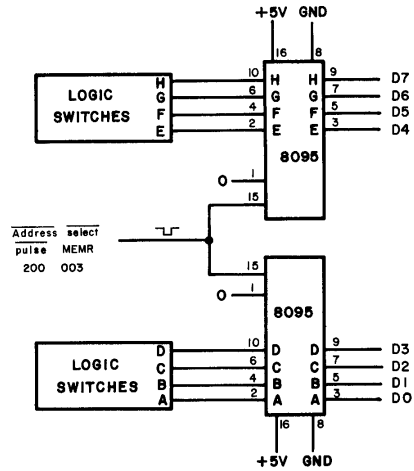 +5V GND
16 8
LOGIC
SWITCHES
H 10 H H 9 D7
G 6 G G 7 D6
F 4 F F 5 D5
E 2 E E 3 D4
8095
0 1
15
Address select
pulse MEMR
200 003
15
0 1
8095
LOGIC
SWITCHES
D 10 D D 9 D3
C 6 C C 7 D2
B 4 B B 5 D1
A 2 A A 3 D0
16 8
+5V GND